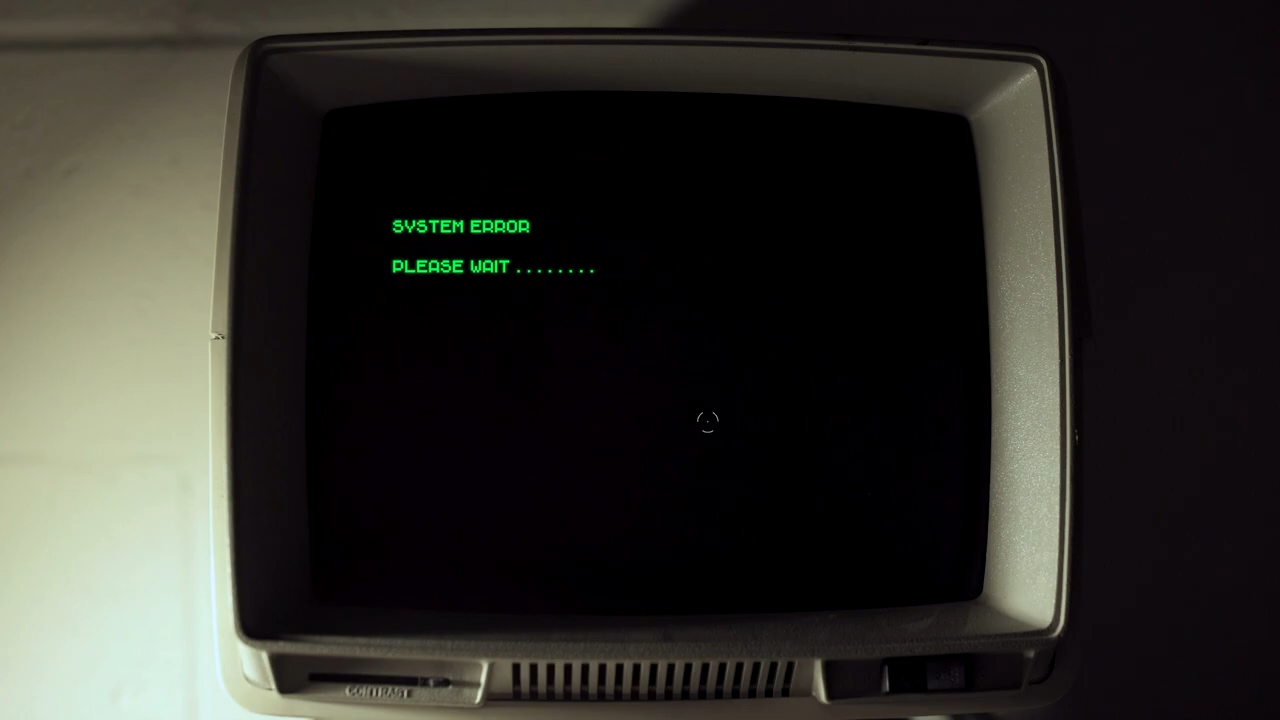 SYSTEM ERROR
PLEASE WAIT ........
CONTRAST